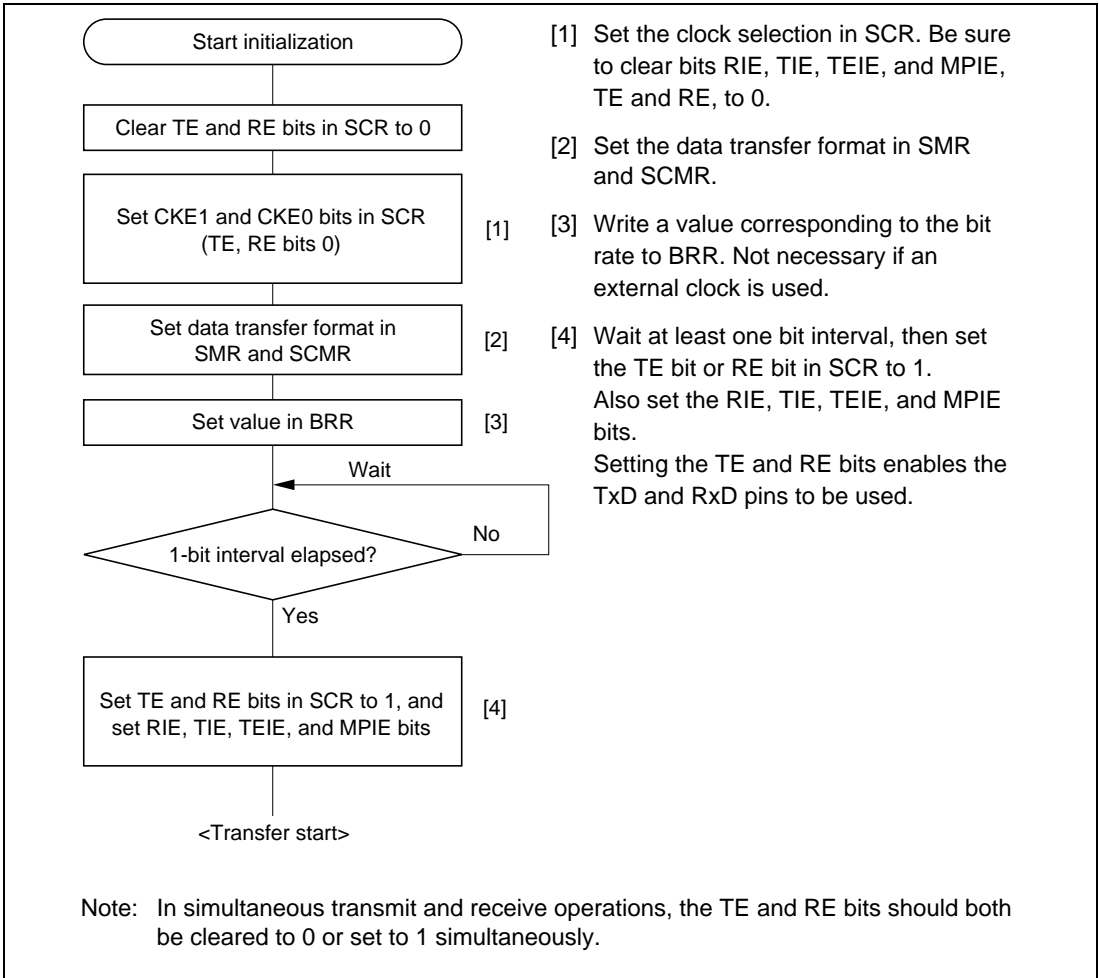 Start initialization
Clear TE and RE bits in SCR to 0
Set CKE1 and CKE0 bits in SCR
(TE, RE bits 0)
[1]
Set data transfer format in
SMR and SCMR
[2]
Set value in BRR
[3]
Wait
No
1-bit interval elapsed?
Yes
Set TE and RE bits in SCR to 1, and
set RIE, TIE, TEIE, and MPIE bits
[4]
<Transfer start>
[1] Set the clock selection in SCR. Be sure
to clear bits RIE, TIE, TEIE, and MPIE,
TE and RE, to 0.
[2] Set the data transfer format in SMR
and SCMR.
[3] Write a value corresponding to the bit
rate to BRR. Not necessary if an
external clock is used.
[4] Wait at least one bit interval, then set
the TE bit or RE bit in SCR to 1.
Also set the RIE, TIE, TEIE, and MPIE
bits.
Setting the TE and RE bits enables the
TxD and RxD pins to be used.
Note: In simultaneous transmit and receive operations, the TE and RE bits should both
be cleared to 0 or set to 1 simultaneously.